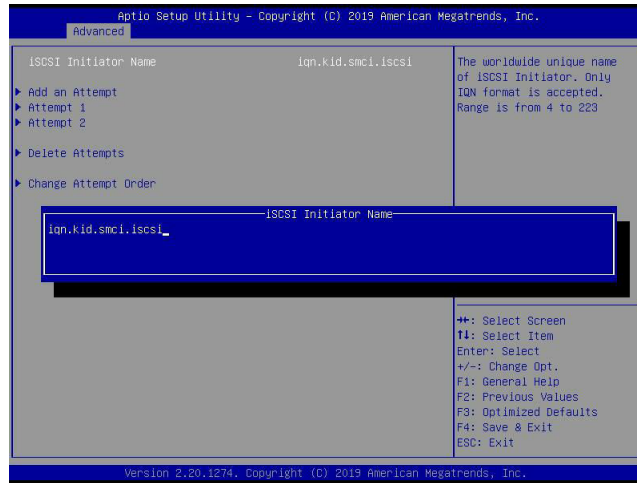 Aptio Setup Utility – Copyright (C) 2019 American Megatrends, Inc.
Advanced
iSCSI Initiator Name iqn.kid.smci.iscsi
Add an Attempt
Attempt 1
Attempt 2
Delete Attempts
Change Attempt Order
The worldwide unique name
of iSCSI Initiator. Only
IQN format is accepted.
Range is from 4 to 223
iSCSI Initiator Name
iqn.kid.smci.iscsi_
→←: Select Screen
↑↓: Select Item
Enter: Select
+/-: Change Opt.
F1: General Help
F2: Previous Values
F3: Optimized Defaults
F4: Save & Exit
ESC: Exit
Version 2.20.1274. Copyright (C) 2019 American Megatrends, Inc.